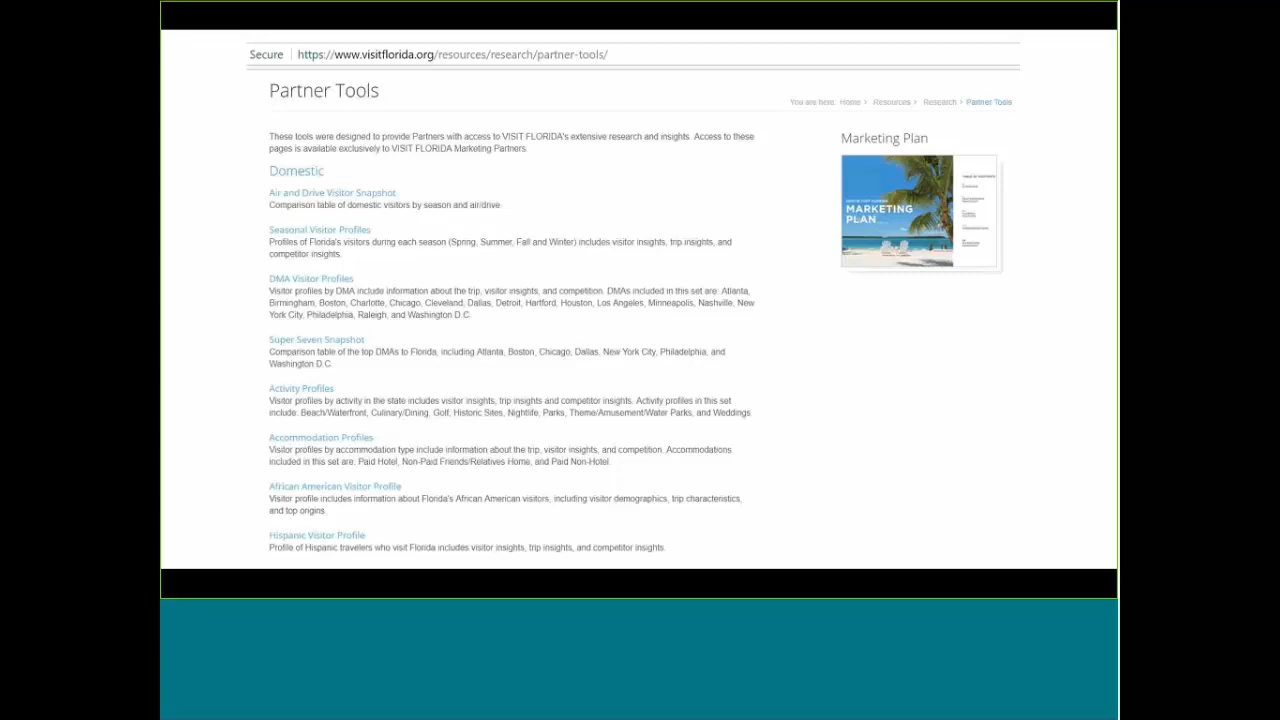 Secure https://www.visitflorida.org/resources/research/partner-tools/
Partner Tools
You are here: Home › Resources › Research › Partner Tools
These tools were designed to provide Partners with access to VISIT FLORIDA's extensive research and insights. Access to these
pages is available exclusively to VISIT FLORIDA Marketing Partners.
Domestic
Air and Drive Visitor Snapshot
Comparison table of domestic visitors by season and air/drive.
Seasonal Visitor Profiles
Profiles of Florida's visitors during each season (Spring, Summer, Fall and Winter) includes visitor insights, trip insights, and
competitor insights.
DMA Visitor Profiles
Visitor profiles by DMA include information about the trip, visitor insights, and competition. DMAs included in this set are: Atlanta,
Birmingham, Boston, Charlotte, Chicago, Cleveland, Dallas, Detroit, Hartford, Houston, Los Angeles, Minneapolis, Nashville, New
York City, Philadelphia, Raleigh, and Washington D.C.
Super Seven Snapshot
Comparison table of the top DMAs to Florida, including Atlanta, Boston, Chicago, Dallas, New York City, Philadelphia, and
Washington D.C.
Activity Profiles
Visitor profiles by activity in the state includes visitor insights, trip insights and competitor insights. Activity profiles in this set
include: Beach/Waterfront, Culinary/Dining, Golf, Historic Sites, Nightlife, Parks, Theme/Amusement/Water Parks, and Weddings.
Accommodation Profiles
Visitor profiles by accommodation type include information about the trip, visitor insights, and competition. Accommodations
included in this set are: Paid Hotel, Non-Paid Friends/Relatives Home, and Paid Non-Hotel.
African American Visitor Profile
Visitor profile includes information about Florida's African American visitors, including visitor demographics, trip characteristics,
and top origins.
Hispanic Visitor Profile
Profile of Hispanic travelers who visit Florida includes visitor insights, trip insights, and competitor insights.
Marketing Plan
MARKETING
PLAN
TABLE OF CONTENTS